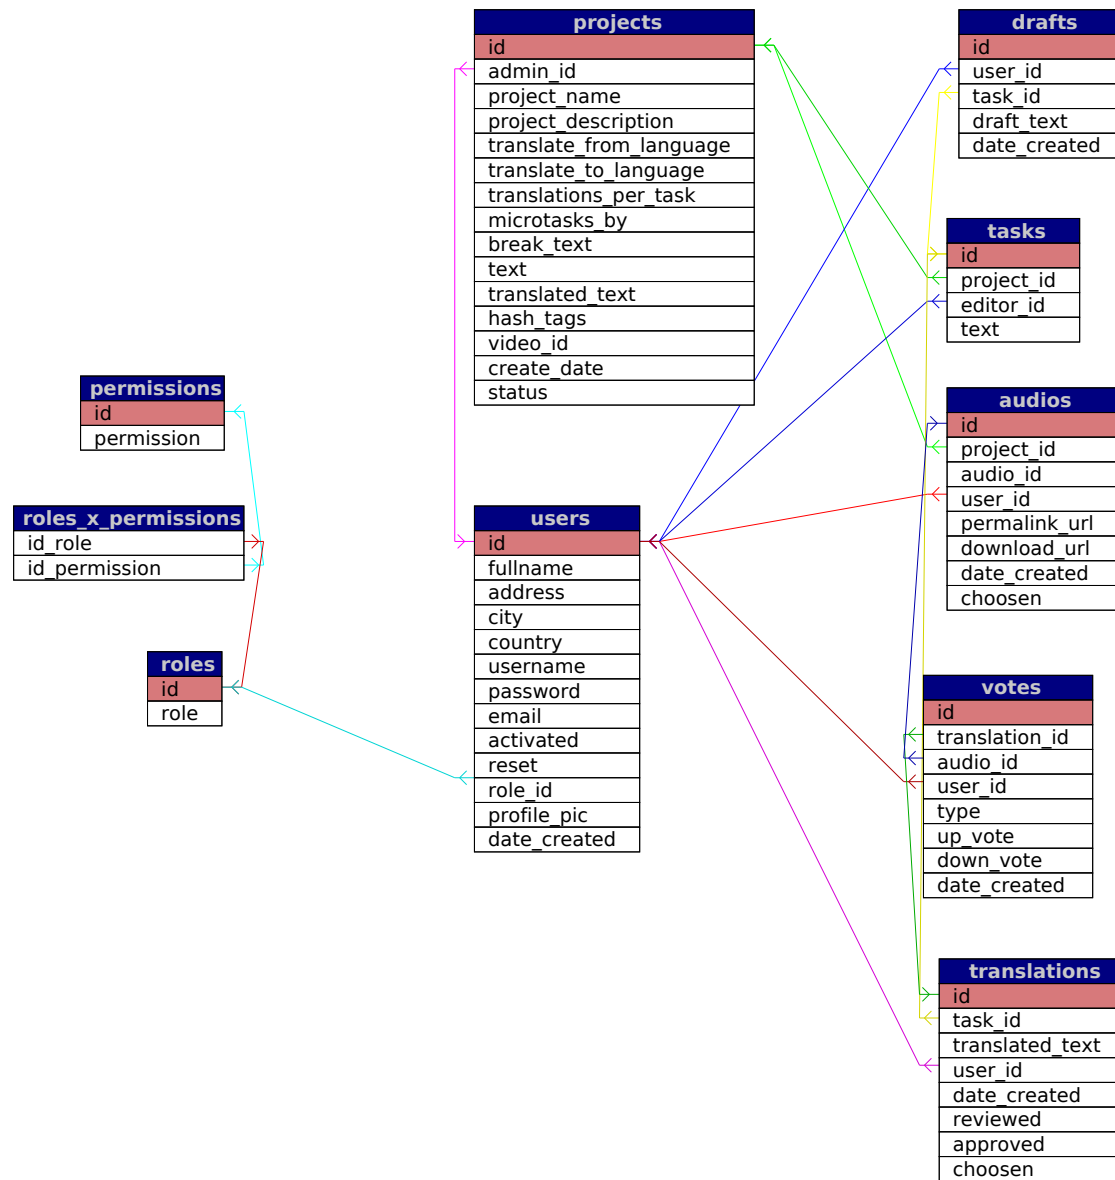 projects
id
admin_id
project_name
project_description
translate_from_language
translate_to_language
translations_per_task
microtasks_by
break_text
text
translated_text
hash_tags
video_id
create_date
status
drafts
id
user_id
task_id
draft_text
date_created
tasks
id
project_id
editor_id
text
permissions
id
permission
audios
id
project_id
audio_id
user_id
permalink_url
download_url
date_created
choosen
roles_x_permissions
id_role
id_permission
users
id
fullname
address
city
country
username
password
email
activated
reset
role_id
profile_pic
date_created
roles
id
role
votes
id
translation_id
audio_id
user_id
type
up_vote
down_vote
date_created
translations
id
task_id
translated_text
user_id
date_created
reviewed
approved
choosen